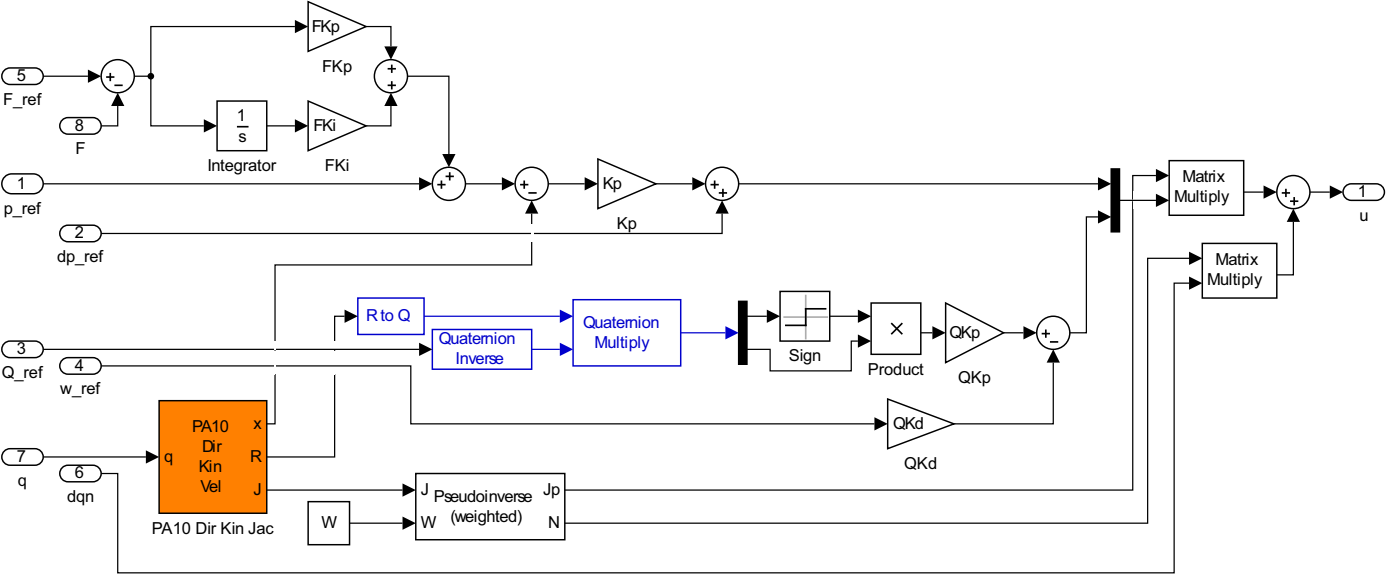 FKp
FKp
5
F_ref
+
−
+
+
8
F
1
s
Integrator
FKi
FKi
1
p_ref
+
+
+
−
Kp
Kp
+
+
2
dp_ref
Matrix
Multiply
+
+
1
u
Matrix
Multiply
R to Q
Quaternion
Inverse
Quaternion
Multiply
Sign
×
Product
QKp
QKp
+
−
3
Q_ref
4
w_ref
QKd
QKd
PA10
Dir
Kin
Vel
q
x
R
J
PA10 Dir Kin Jac
7
q
6
dqn
W
J
W
Pseudoinverse
(weighted)
Jp
N